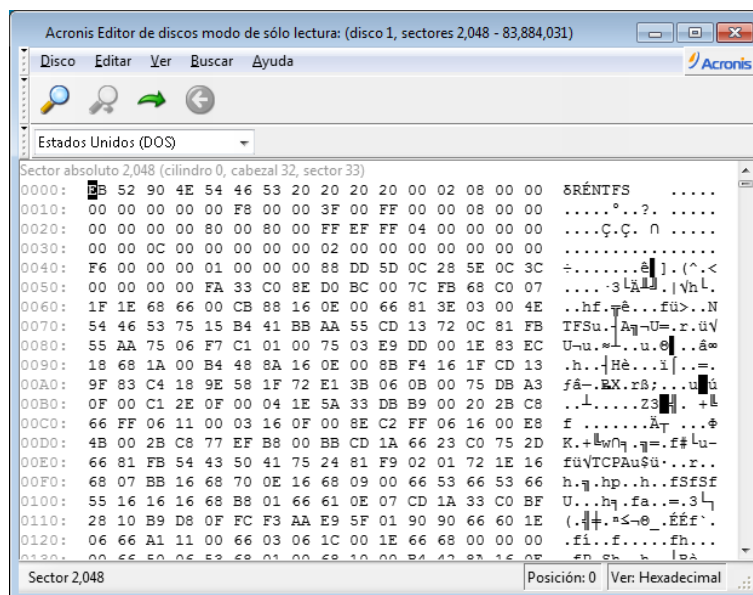 Acronis Editor de discos modo de sólo lectura: (disco 1, sectores 2,048 - 83,884,031)
Disco Editar Ver Buscar Ayuda
Acronis
Estados Unidos (DOS)
Sector absoluto 2,048 (cilindro 0, cabezal 32, sector 33)
0000: EB 52 90 4E 54 46 53 20 20 20 20 00 02 08 00 00 δRÉNTFS .....
0010: 00 00 00 00 00 F8 00 00 3F 00 FF 00 00 08 00 00 .....°..?. ......
0020: 00 00 00 00 80 00 80 00 FF EF FF 04 00 00 00 00 ....Ç.Ç. ∩ .....
0030: 00 00 0C 00 00 00 00 00 02 00 00 00 00 00 00 00 ................
0040: F6 00 00 00 01 00 00 00 88 DD 5D 0C 28 5E 0C 3C ÷.......ê▌].(^.<
0050: 00 00 00 00 FA 33 C0 8E D0 BC 00 7C FB 68 C0 07 ....·3└Ä╨╝.|√h└.
0060: 1F 1E 68 66 00 CB 88 16 0E 00 66 81 3E 03 00 4E ..hf.╦ê...fü>..N
0070: 54 46 53 75 15 B4 41 BB AA 55 CD 13 72 0C 81 FB TFSu.┤A╗¬U=.r.ü√
0080: 55 AA 75 06 F7 C1 01 00 75 03 E9 DD 00 1E 83 EC U¬u.≈┴..u.Θ▌..â∞
0090: 18 68 1A 00 B4 48 8A 16 0E 00 8B F4 16 1F CD 13 .h..┤Hè...ï⌠..=.
00A0: 9F 83 C4 18 9E 58 1F 72 E1 3B 06 0B 00 75 DB A3 ƒâ─.₧X.rß;...u█ú
00B0: 0F 00 C1 2E 0F 00 04 1E 5A 33 DB B9 00 20 2B C8 ..┴.....Z3█╣. +╚
00C0: 66 FF 06 11 00 03 16 0F 00 8E C2 FF 06 16 00 E8 f .......Ä┬ ...Φ
00D0: 4B 00 2B C8 77 EF B8 00 BB CD 1A 66 23 C0 75 2D K.+╚w∩╕.╗=.f#└u-
00E0: 66 81 FB 54 43 50 41 75 24 81 F9 02 01 72 1E 16 fü√TCPAu$ü·..r..
00F0: 68 07 BB 16 68 70 0E 16 68 09 00 66 53 66 53 66 h.╗.hp..h..fSfSf
0100: 55 16 16 16 68 B8 01 66 61 0E 07 CD 1A 33 C0 BF U...h╕.fa..=.3└┐
0110: 28 10 B9 D8 0F FC F3 AA E9 5F 01 90 90 66 60 1E (.╣╪.ⁿ≤¬Θ_.ÉÉf`.
0120: 06 66 A1 11 00 66 03 06 1C 00 1E 66 68 00 00 00 .fí..f.....fh...
Sector 2,048 Posición: 0 Ver: Hexadecimal